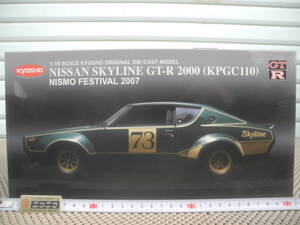 KYOSHO
1:18 SCALE KYOSHO ORIGINAL DIE-CAST MODEL
NISSAN SKYLINE GT-R 2000 (KPGC110)
NISMO FESTIVAL 2007
GT
R
73
Skyline